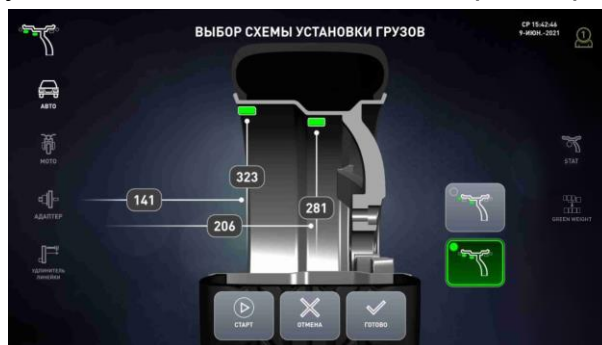 ВЫБОР СХЕМЫ УСТАНОВКИ ГРУЗОВ
СР 15:42:46
9-ИЮН.-2021
1
АВТО
МОТО
АДАПТЕР
УДЛИНИТЕЛЬ
ЛИНЕЙКИ
323
141
206
281
STAT
GREEN WEIGHT
СТАРТ
ОТМЕНА
ГОТОВО